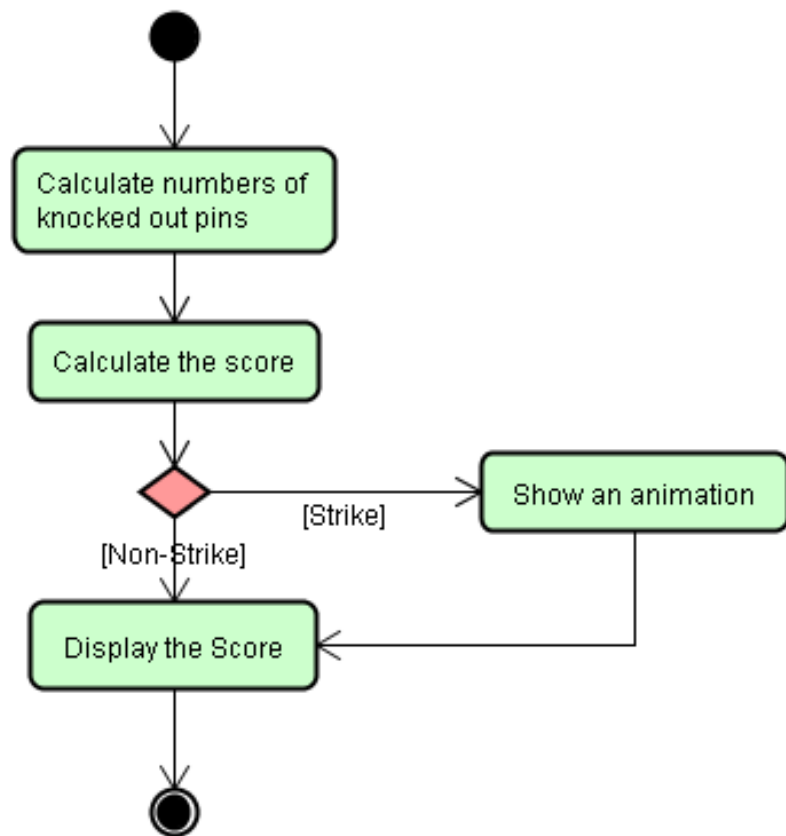 Calculate numbers of
knocked out pins
Calculate the score
[Strike]
Show an animation
[Non-Strike]
Display the Score